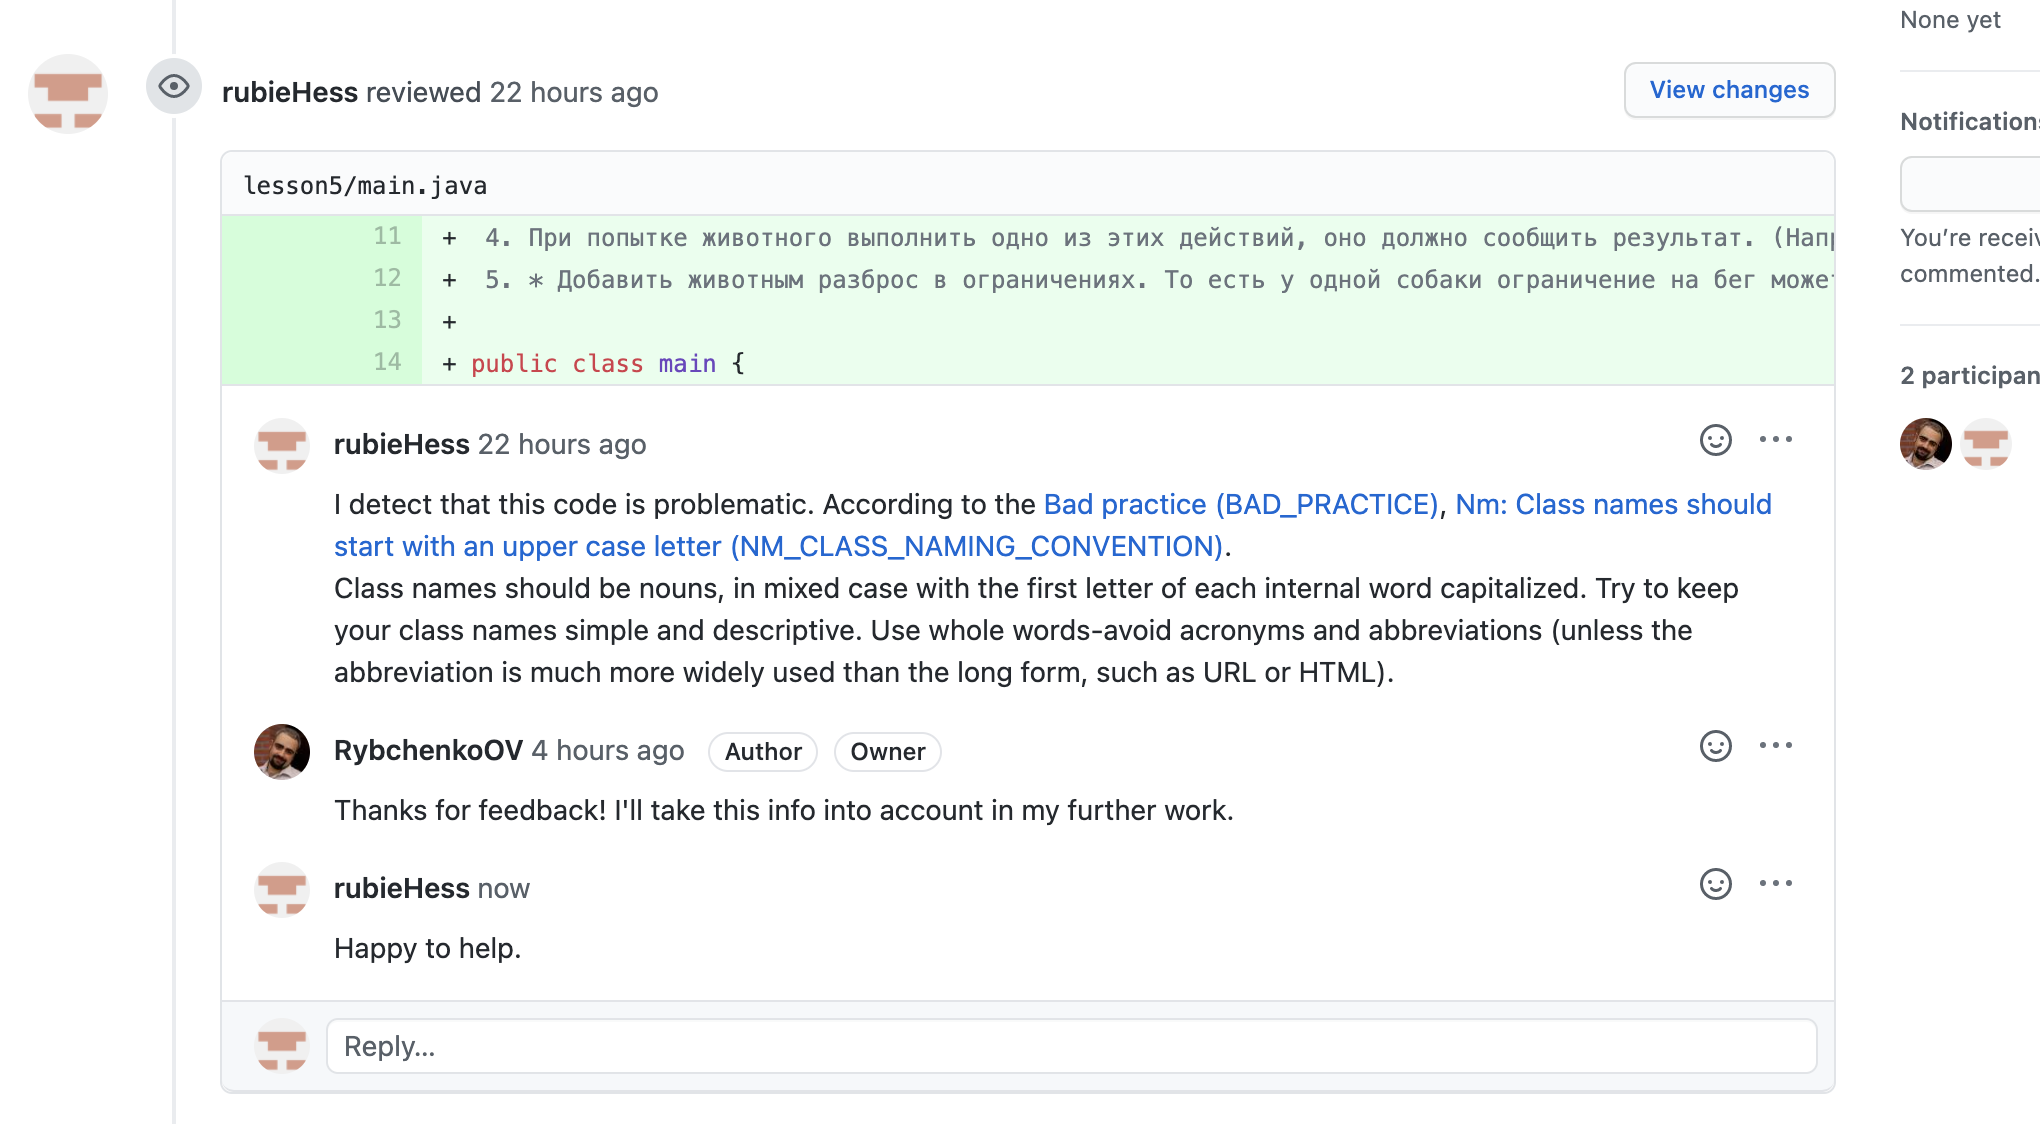 None yet
rubieHess reviewed 22 hours ago
View changes
Notification
lesson5/main.java
11 + 4. При попытке животного выполнить одно из этих действий, оно должно сообщить результат. (Нап
12 + 5. * Добавить животным разброс в ограничениях. То есть у одной собаки ограничение на бег може
13 +
14 + public class main {
You're recei
commented.
2 participan
rubieHess 22 hours ago
I detect that this code is problematic. According to the Bad practice (BAD_PRACTICE), Nm: Class names should
start with an upper case letter (NM_CLASS_NAMING_CONVENTION).
Class names should be nouns, in mixed case with the first letter of each internal word capitalized. Try to keep
your class names simple and descriptive. Use whole words-avoid acronyms and abbreviations (unless the
abbreviation is much more widely used than the long form, such as URL or HTML).
RybchenkoOV 4 hours ago Author Owner
Thanks for feedback! I'll take this info into account in my further work.
rubieHess now
Happy to help.
Reply...